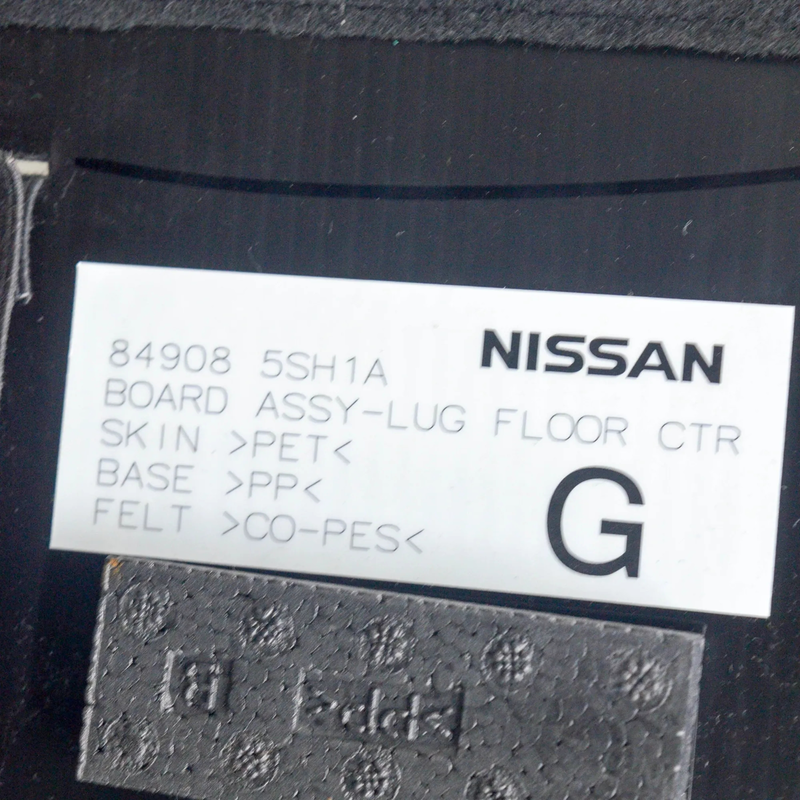 84908 5SH1A NISSAN
BOARD ASSY-LUG FLOOR CTR
SKIN >PET<
BASE >PP<
FELT >CO-PES<
G